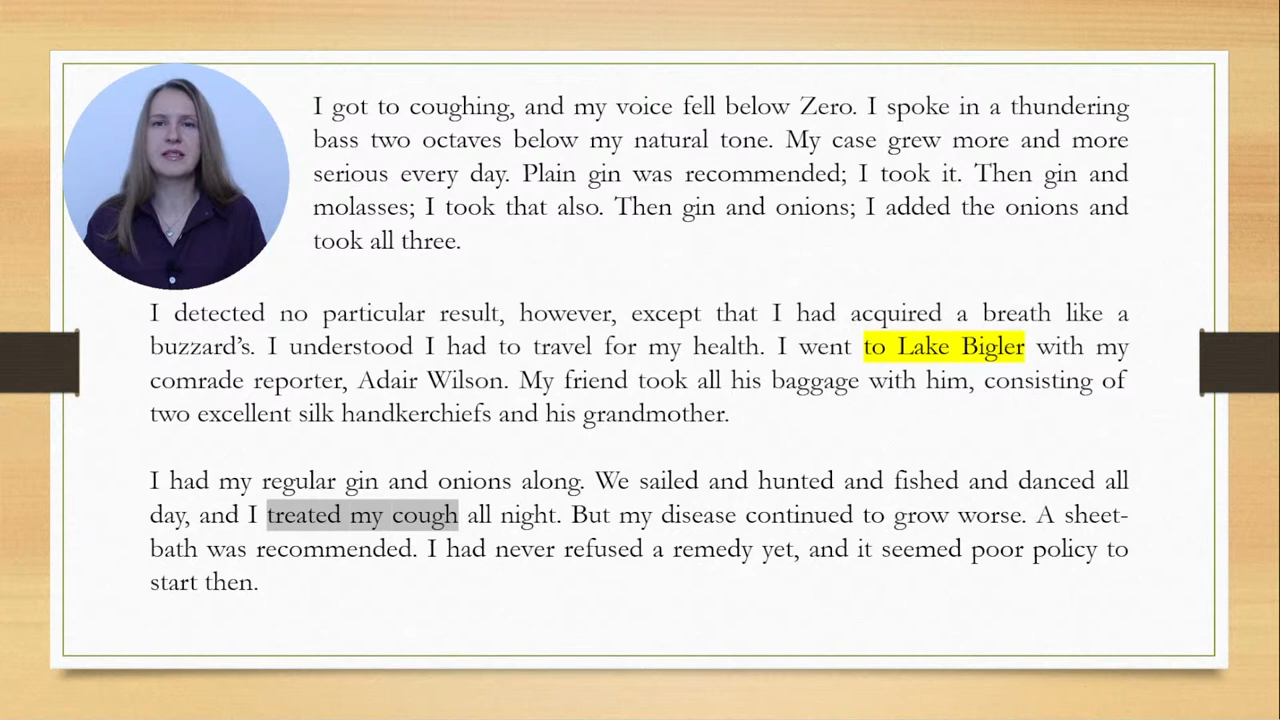 I got to coughing, and my voice fell below Zero. I spoke in a thundering
bass two octaves below my natural tone. My case grew more and more
serious every day. Plain gin was recommended; I took it. Then gin and
molasses; I took that also. Then gin and onions; I added the onions and
took all three.
I detected no particular result, however, except that I had acquired a breath like a
buzzard’s. I understood I had to travel for my health. I went to Lake Bigler with my
comrade reporter, Adair Wilson. My friend took all his baggage with him, consisting of
two excellent silk handkerchiefs and his grandmother.
I had my regular gin and onions along. We sailed and hunted and fished and danced all
day, and I treated my cough all night. But my disease continued to grow worse. A sheet-
bath was recommended. I had never refused a remedy yet, and it seemed poor policy to
start then.